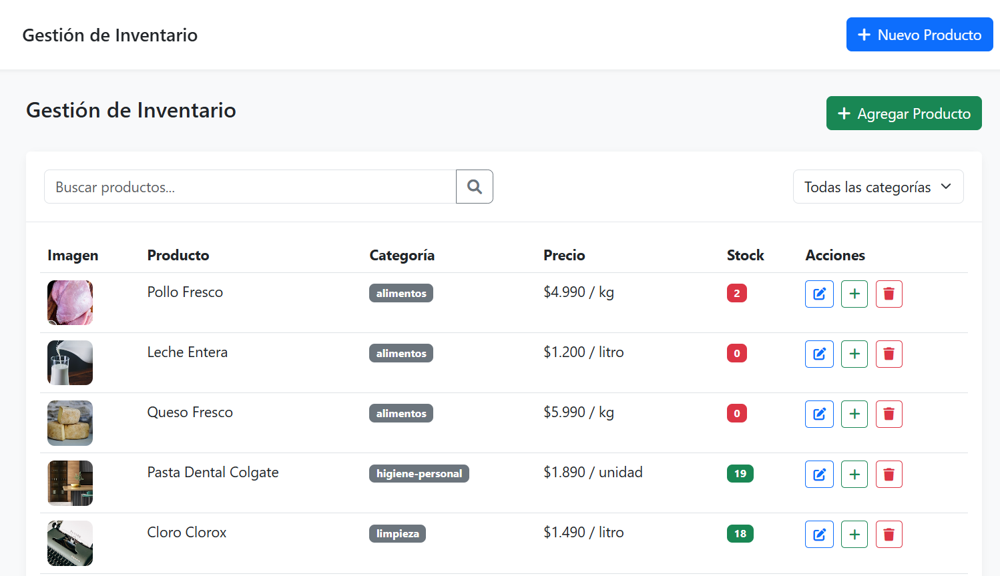 Gestión de Inventario
Nuevo Producto
Gestión de Inventario
Agregar Producto
Buscar productos...
Todas las categorías
Imagen Producto Categoría Precio Stock Acciones
Pollo Fresco alimentos $4.990 / kg 2
Leche Entera alimentos $1.200 / litro 0
Queso Fresco alimentos $5.990 / kg 0
Pasta Dental Colgate higiene-personal $1.890 / unidad 19
Cloro Clorox limpieza $1.490 / litro 18